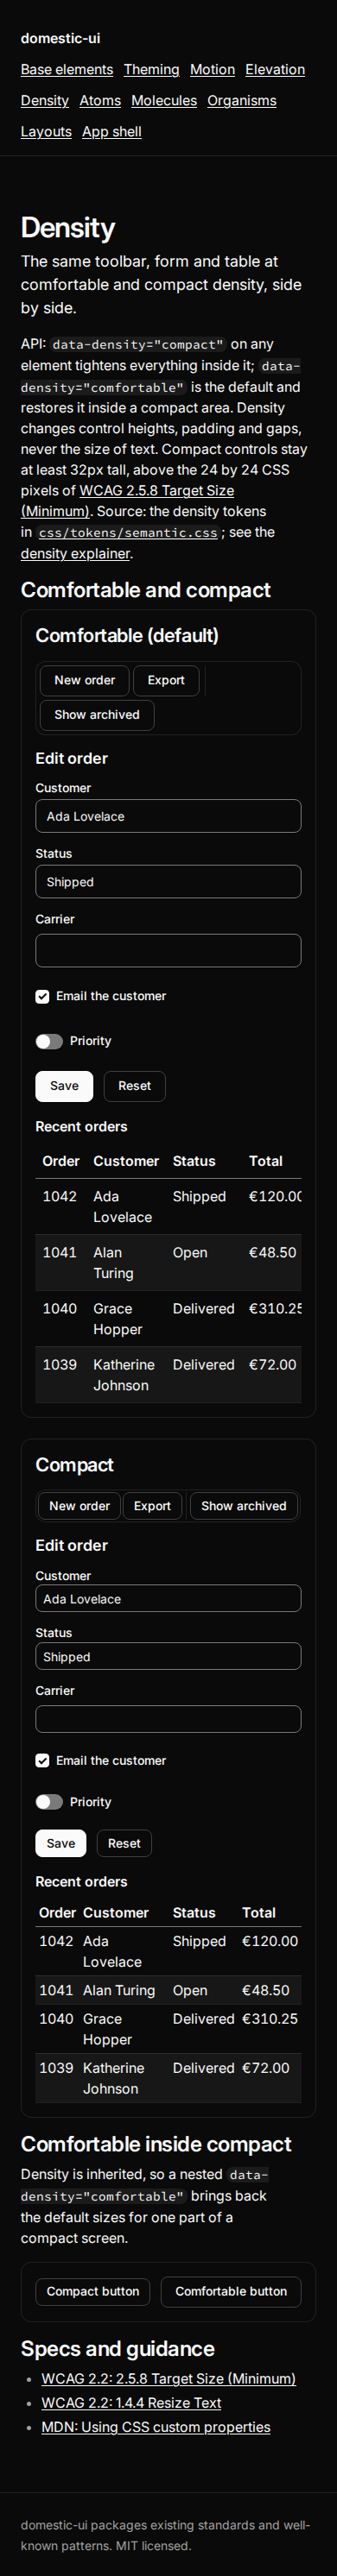 domestic-ui
Base elements Theming Motion Elevation
Density Atoms Molecules Organisms
Layouts App shell
Density
The same toolbar, form and table at
comfortable and compact density, side
by side.
API: data-density="compact" on any
element tightens everything inside it; data-
density="comfortable" is the default and
restores it inside a compact area. Density
changes control heights, padding and gaps,
never the size of text. Compact controls stay
at least 32px tall, above the 24 by 24 CSS
pixels of WCAG 2.5.8 Target Size
(Minimum). Source: the density tokens
in css/tokens/semantic.css; see the
density explainer.
Comfortable and compact
Comfortable (default)
New order Export
Show archived
Edit order
Customer
Ada Lovelace
Status
Shipped
Carrier
Email the customer
Priority
Save Reset
Recent orders
Order Customer Status Total
1042 Ada Shipped €120.00
Lovelace
1041 Alan Open €48.50
Turing
1040 Grace Delivered €310.25
Hopper
1039 Katherine Delivered €72.00
Johnson
Compact
New order Export Show archived
Edit order
Customer
Ada Lovelace
Status
Shipped
Carrier
Email the customer
Priority
Save Reset
Recent orders
Order Customer Status Total
1042 Ada Shipped €120.00
Lovelace
1041 Alan Turing Open €48.50
1040 Grace Delivered €310.25
Hopper
1039 Katherine Delivered €72.00
Johnson
Comfortable inside compact
Density is inherited, so a nested data-
density="comfortable" brings back
the default sizes for one part of a
compact screen.
Compact button Comfortable button
Specs and guidance
WCAG 2.2: 2.5.8 Target Size (Minimum)
WCAG 2.2: 1.4.4 Resize Text
MDN: Using CSS custom properties
domestic-ui packages existing standards and well-
known patterns. MIT licensed.